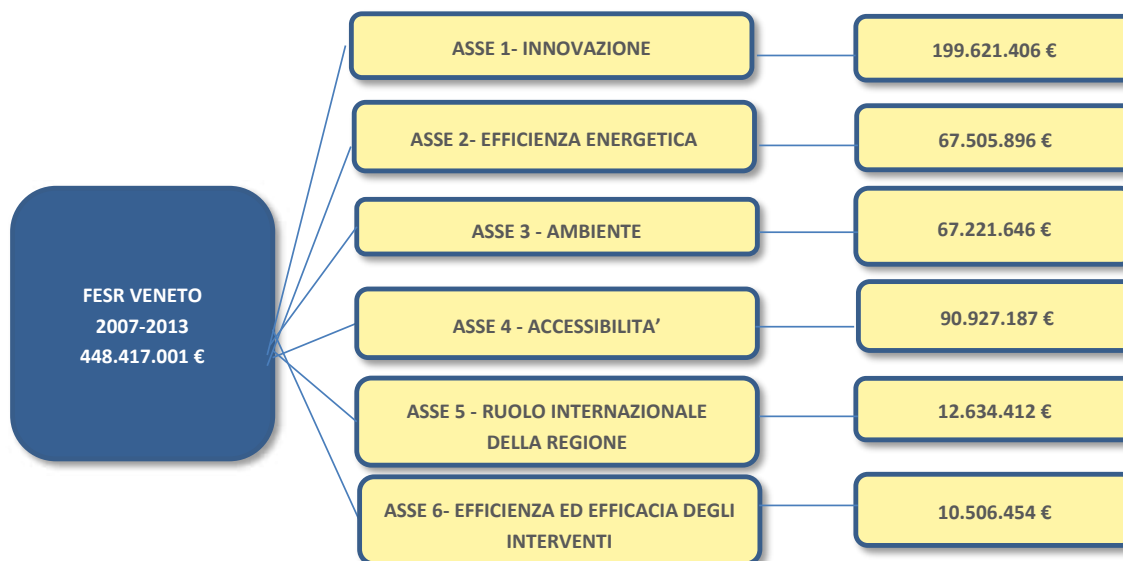 FESR VENETO
2007-2013
448.417.001 €
ASSE 1- INNOVAZIONE
199.621.406 €
ASSE 2- EFFICIENZA ENERGETICA
67.505.896 €
ASSE 3 - AMBIENTE
67.221.646 €
ASSE 4 - ACCESSIBILITA’
90.927.187 €
ASSE 5 - RUOLO INTERNAZIONALE
DELLA REGIONE
12.634.412 €
ASSE 6- EFFICIENZA ED EFFICACIA DEGLI
INTERVENTI
10.506.454 €